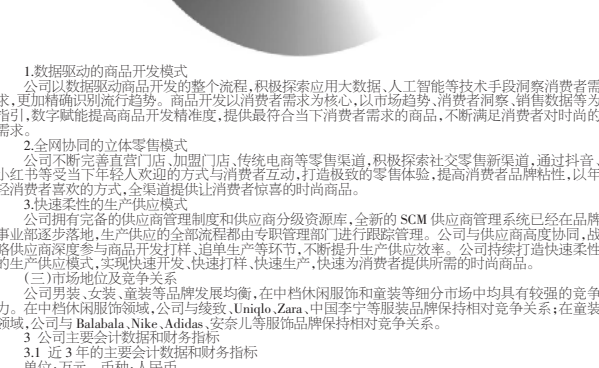 1.数据驱动的商品开发模式
公司以数据驱动商品开发的整个流程,积极探索应用大数据、人工智能等技术手段洞察消费者需
求,更加精确识别流行趋势。商品开发以消费者需求为核心,以市场趋势、消费者洞察、销售数据等为
指引,数字赋能提高商品开发精准度,提供最符合当下消费者需求的商品,不断满足消费者对时尚的
需求。
2.全网协同的立体零售模式
公司不断完善直营门店、加盟门店、传统电商等零售渠道,积极探索社交零售新渠道,通过抖音、
小红书等受当下年轻人欢迎的方式与消费者互动,打造极致的零售体验,提高消费者品牌粘性,以年
轻消费者喜欢的方式,全渠道提供让消费者惊喜的时尚商品。
3.快速柔性的生产供应模式
公司拥有完备的供应商管理制度和供应商分级资源库,全新的 SCM 供应商管理系统已经在品牌
事业部逐步落地,生产供应的全部流程都由专职管理部门进行跟踪管理。公司与供应商高度协同,战
略供应商深度参与商品开发打样、追单生产等环节,不断提升生产供应效率。公司持续打造快速柔性
的生产供应模式,实现快速开发、快速打样、快速生产,快速为消费者提供所需的时尚商品。
(三)市场地位及竞争关系
公司男装、女装、童装等品牌发展均衡,在中档休闲服饰和童装等细分市场中均具有较强的竞争
力。在中档休闲服饰领域,公司与绫致、Uniqlo、Zara、中国李宁等服装品牌保持相对竞争关系;在童装
领域,公司与 Balabala、Nike、Adidas、安奈儿等服饰品牌保持相对竞争关系。
3 公司主要会计数据和财务指标
3.1 近 3 年的主要会计数据和财务指标
单位:万元 币种:人民币